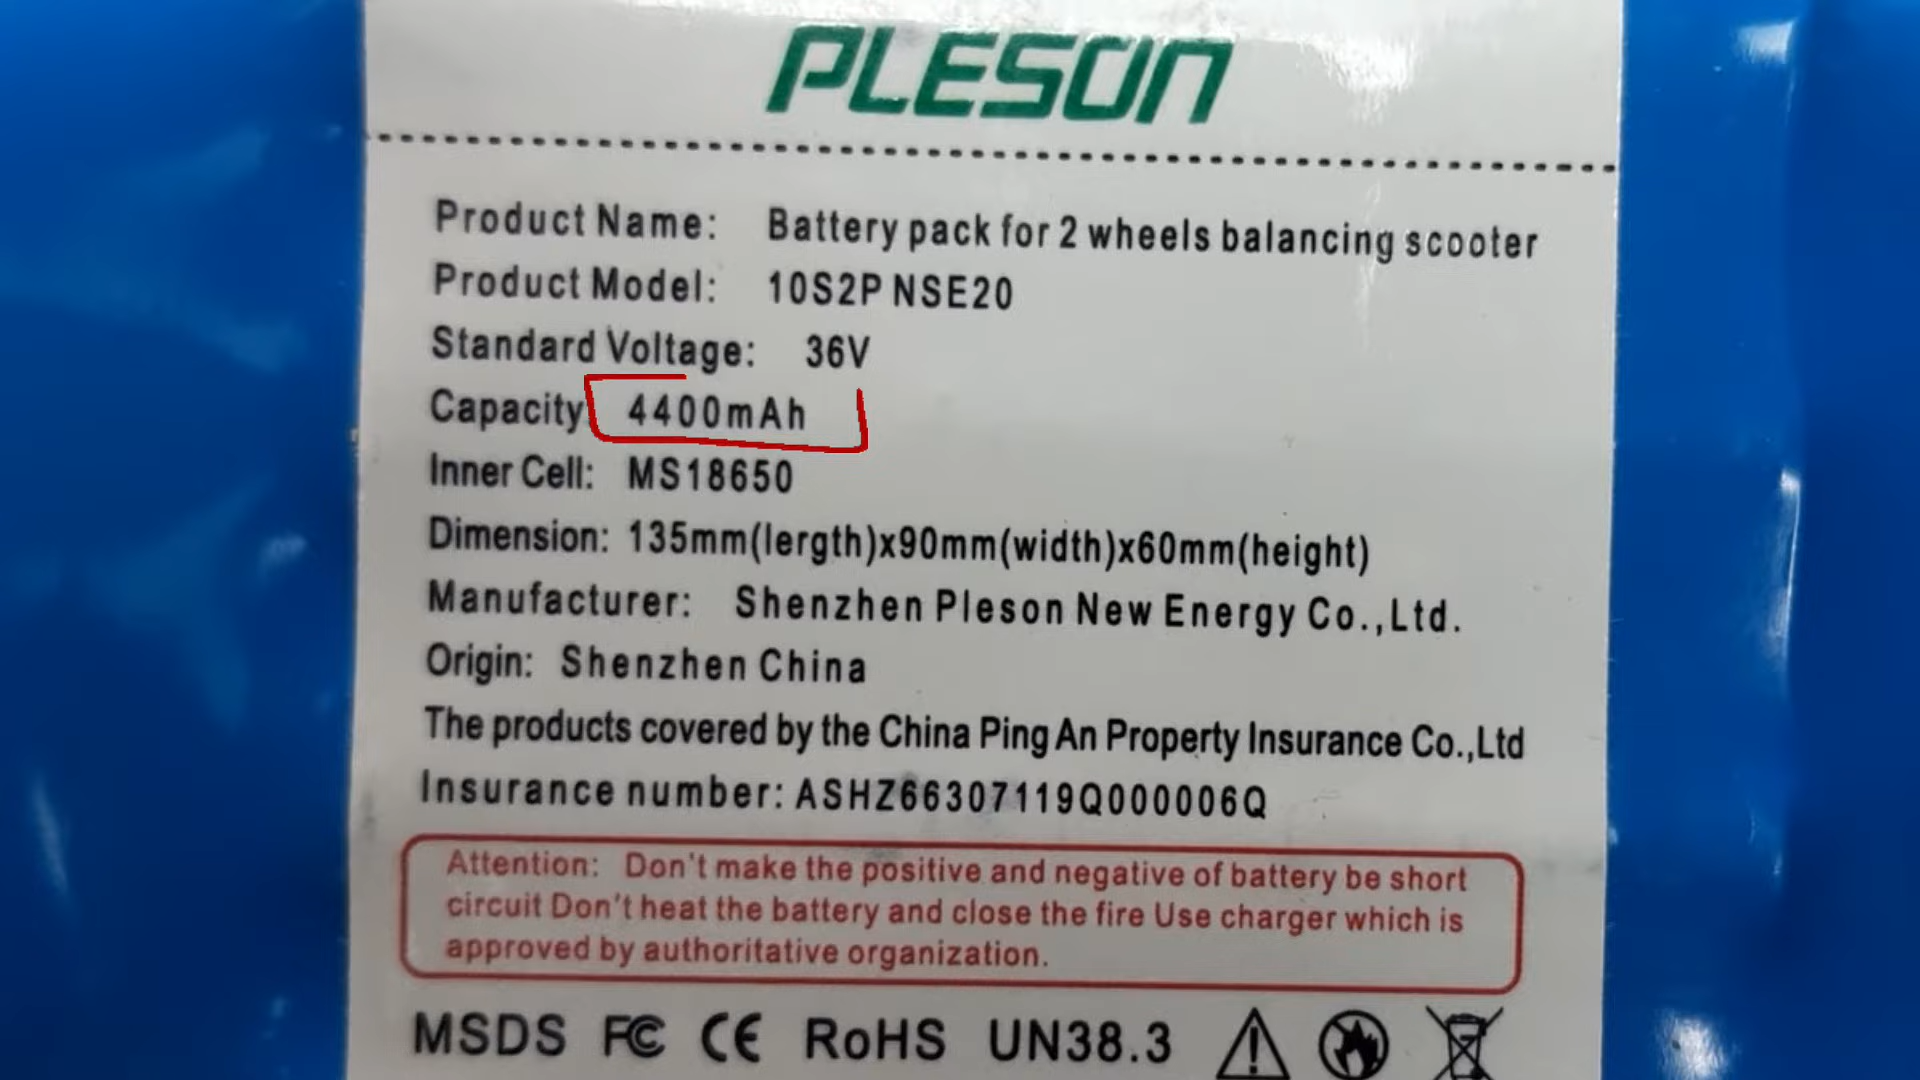 PLESON
Product Name: Battery pack for 2 wheels balancing scooter
Product Model: 10S2P NSE20
Standard Voltage: 36V
Capacity: 4400mAh
Inner Cell: MS18650
Dimension: 135mm(lergth)x90mm(width)x60mm(height)
Manufacturer: Shenzhen Pleson New Energy Co.,Ltd.
Origin: Shenzhen China
The products covered by the China Ping An Property Insurance Co.,Ltd
Insurance number: ASHZ66307119Q000006Q
Attention: Don't make the positive and negative of battery be short
circuit Don't heat the battery and close the fire Use charger which is
approved by authoritative organization.
MSDS FC CE RoHS UN38.3